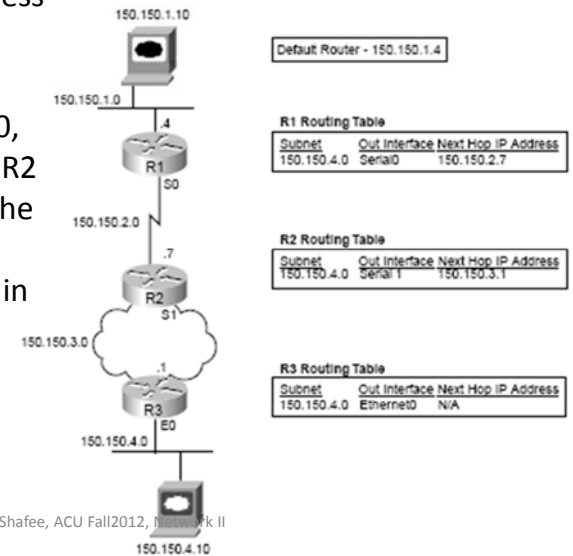 ess
150.150.1.10
Default Router - 150.150.1.4
150.150.1.0
0,
.4
R1 Routing Table
Subnet Out Interface Next Hop IP Address
150.150.4.0 Serial0 150.150.2.7
R1
R2
S0
he
150.150.2.0
.7
R2 Routing Table
Subnet Out Interface Next Hop IP Address
150.150.4.0 Serial 1 150.150.3.1
in
R2
S1
150.150.3.0
.1
R3 Routing Table
Subnet Out Interface Next Hop IP Address
150.150.4.0 Ethernet0 N/A
R3
E0
150.150.4.0
Shafee, ACU Fall2012, Network II
150.150.4.10